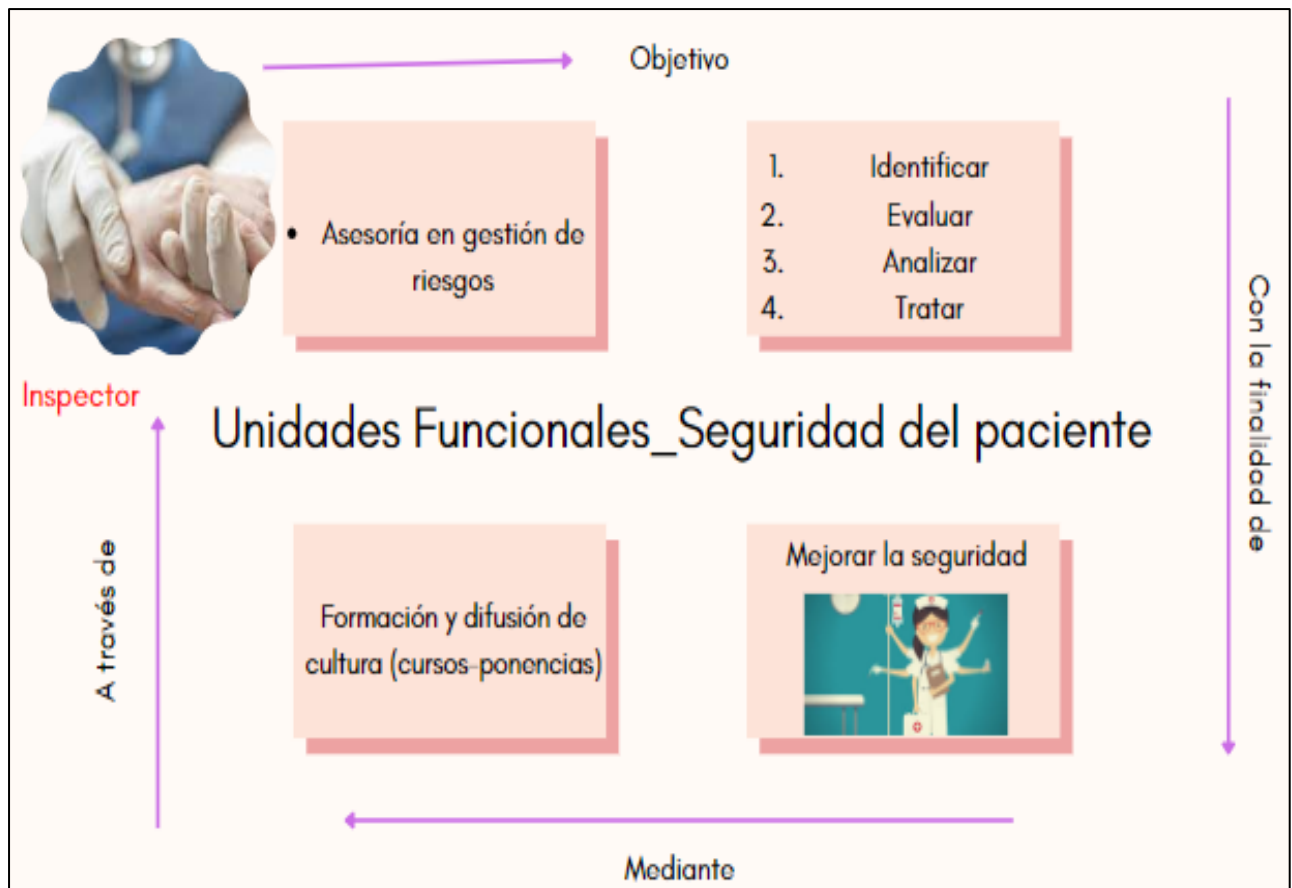 Objetivo
• Asesoría en gestión de
riesgos
1. Identificar
2. Evaluar
3. Analizar
4. Tratar
Con la finalidad de
Inspector
Unidades Funcionales_Seguridad del paciente
A través de
Formación y difusión de
cultura (cursos-ponencias)
Mejorar la seguridad
Mediante